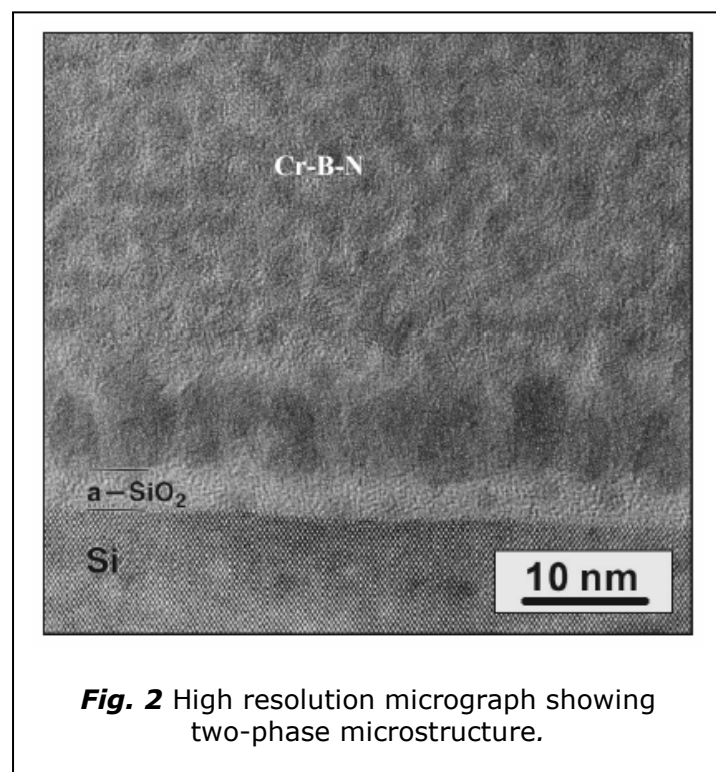 Cr-B-N
a–SiO₂
Si
10 nm
Fig. 2 High resolution micrograph showing
two-phase microstructure.